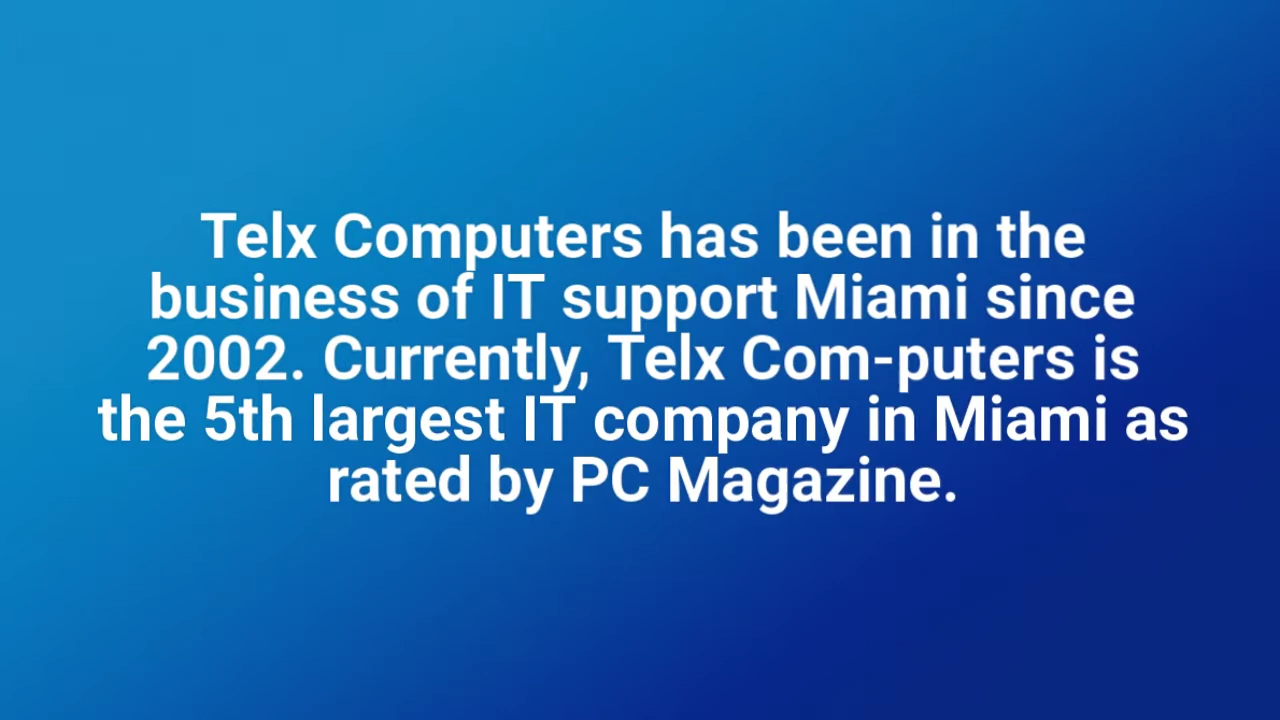 Telx Computers has been in the
business of IT support Miami since
2002. Currently, Telx Com-puters is
the 5th largest IT company in Miami as
rated by PC Magazine.